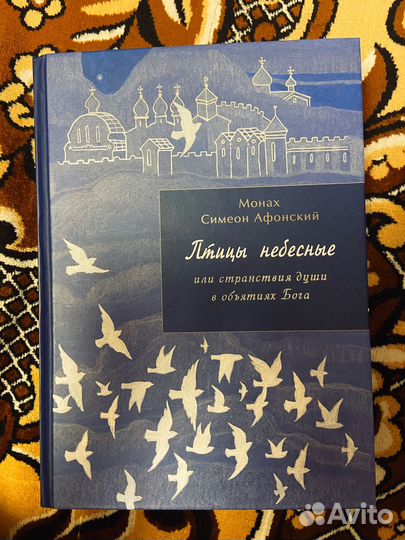 Монах
Симеон Афонский
Птицы небесные
или странствия души
в объятиях Бога
Avito